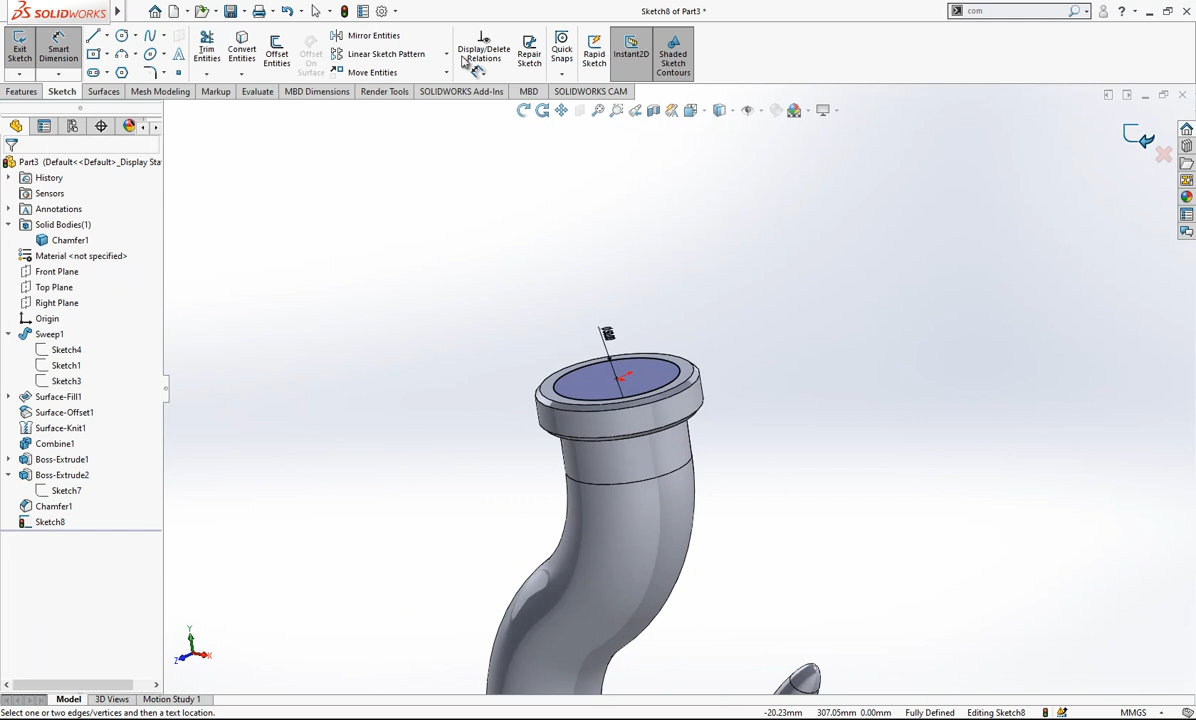 SOLIDWORKS
Sketch8 of Part3 *
com
Exit Sketch
Smart Dimension
Trim Entities
Convert Entities
Offset Entities
Offset On Surface
Mirror Entities
Linear Sketch Pattern
Move Entities
Display/Delete Relations
Repair Sketch
Quick Snaps
Rapid Sketch
Instant2D
Shaded Sketch Contours
Features
Sketch
Surfaces
Mesh Modeling
Markup
Evaluate
MBD Dimensions
Render Tools
SOLIDWORKS Add-Ins
MBD
SOLIDWORKS CAM
Part3 (Default<<Default>_Display Sta
History
Sensors
Annotations
Solid Bodies(1)
Chamfer1
Material <not specified>
Front Plane
Top Plane
Right Plane
Origin
Sweep1
Sketch4
Sketch1
Sketch3
Surface-Fill1
Surface-Offset1
Surface-Knit1
Combine1
Boss-Extrude1
Boss-Extrude2
Sketch7
Chamfer1
Sketch8
Y
Z
X
Model
3D Views
Motion Study 1
Select one or two edges/vertices and then a text location.
-20.23mm
307.05mm 0.00mm
Fully Defined
Editing Sketch8
MMGS